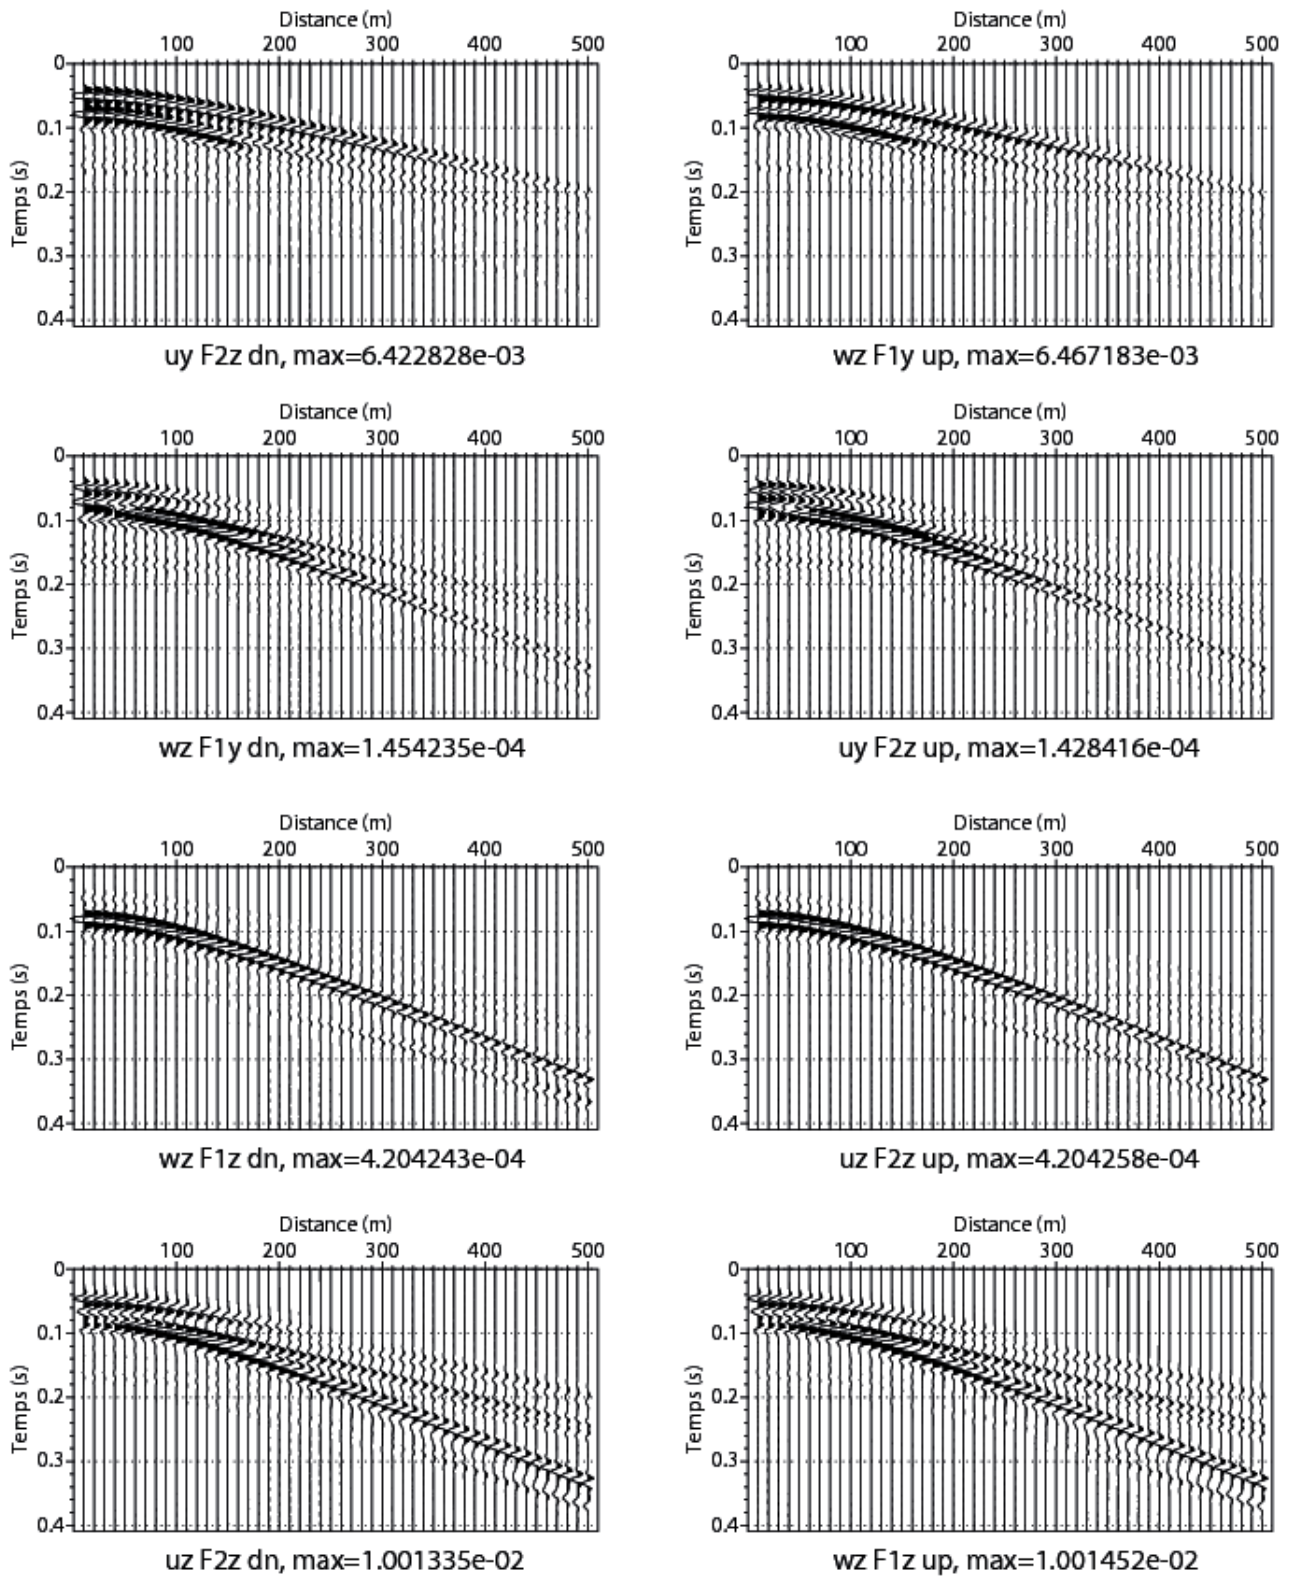 Distance (m)
100 200 300 400 500
0
0.1
0.2
0.3
0.4
Temps (s)
uy F2z dn, max=6.422828e-03
Distance (m)
100 200 300 400 500
0
0.1
0.2
0.3
0.4
Temps (s)
wz F1y up, max=6.467183e-03
Distance (m)
100 200 300 400 500
0
0.1
0.2
0.3
0.4
Temps (s)
wz F1y dn, max=1.454235e-04
Distance (m)
100 200 300 400 500
0
0.1
0.2
0.3
0.4
Temps (s)
uy F2z up, max=1.428416e-04
Distance (m)
100 200 300 400 500
0
0.1
0.2
0.3
0.4
Temps (s)
wz F1z dn, max=4.204243e-04
Distance (m)
100 200 300 400 500
0
0.1
0.2
0.3
0.4
Temps (s)
uz F2z up, max=4.204258e-04
Distance (m)
100 200 300 400 500
0
0.1
0.2
0.3
0.4
Temps (s)
uz F2z dn, max=1.001335e-02
Distance (m)
100 200 300 400 500
0
0.1
0.2
0.3
0.4
Temps (s)
wz F1z up, max=1.001452e-02